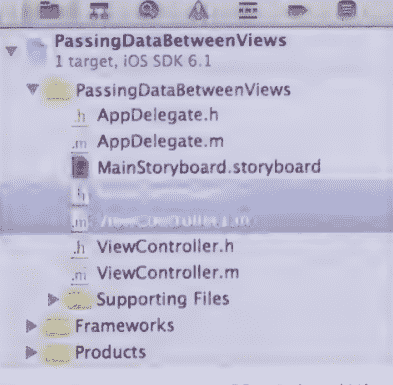 PassingDataBetweenViews
1 target, iOS SDK 6.1
PassingDataBetweenViews
.h AppDelegate.h
.m AppDelegate.m
MainStoryboard.storyboard
.h
.m
.h ViewController.h
ViewController.m
Supporting Files
Frameworks
Products